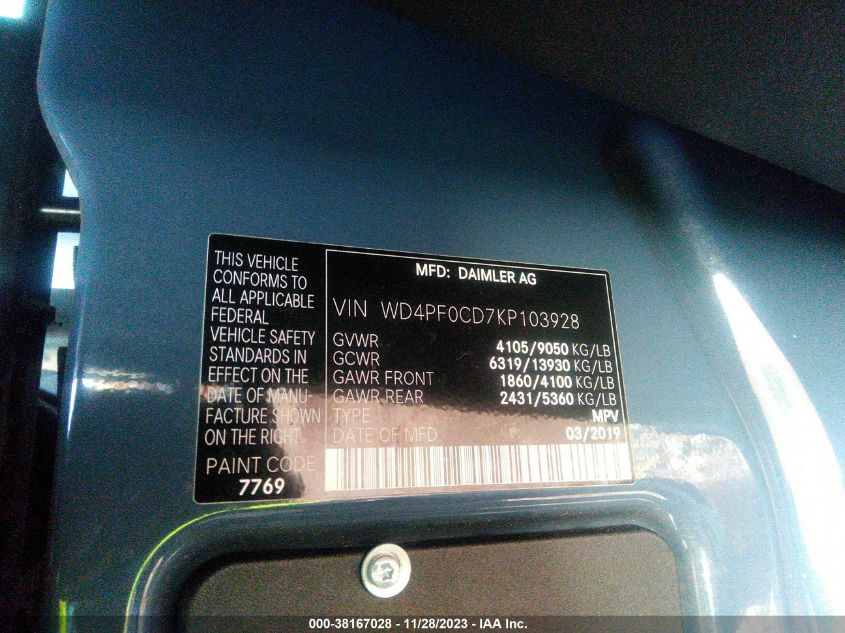 THIS VEHICLE
CONFORMS TO
ALL APPLICABLE
FEDERAL
VEHICLE SAFETY
STANDARDS IN
EFFECT ON THE
DATE OF MANU-
FACTURE SHOWN
ON THE RIGHT.
PAINT CODE
7769
MFD: DAIMLER AG
VIN WD4PF0CD7KP103928
GVWR 4105/9050 KG/LB
GCWR 6319/13930 KG/LB
GAWR FRONT 1860/4100 KG/LB
GAWR REAR 2431/5360 KG/LB
TYPE MPV
DATE OF MFD 03/2019
000-38167028 - 11/28/2023 - IAA Inc.